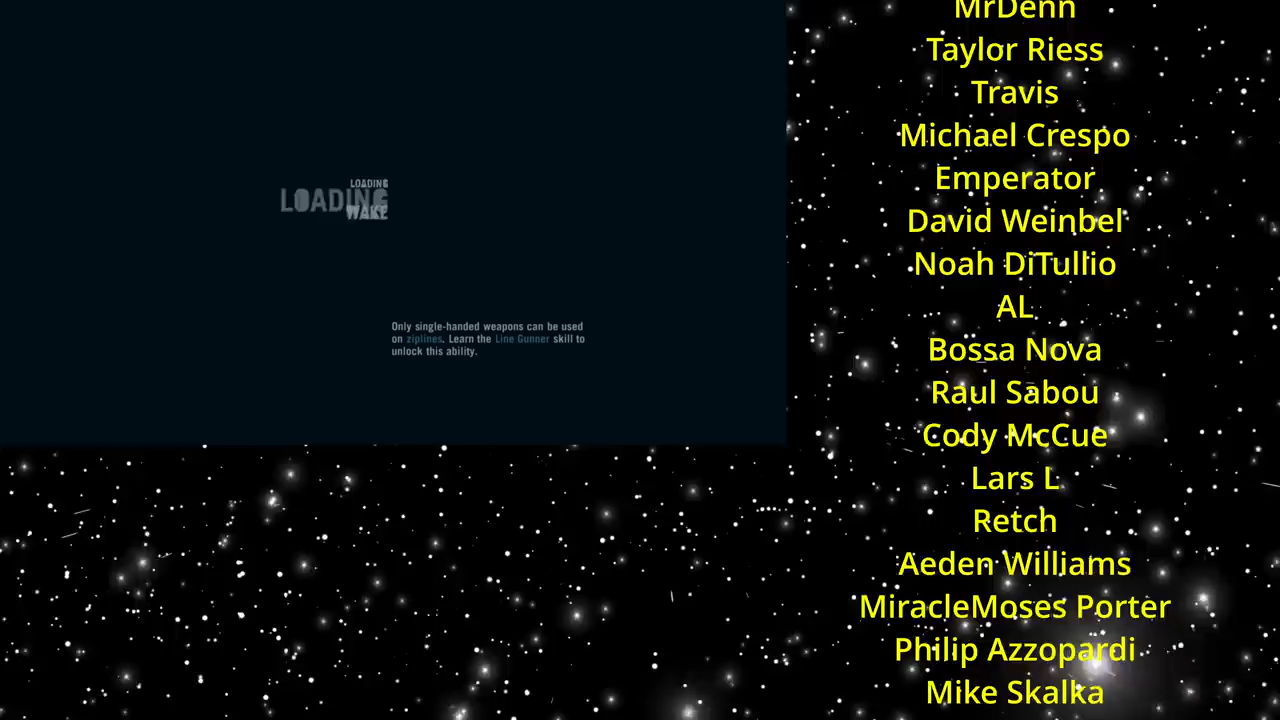 LOADING
LOADING
WAKE
Only single-handed weapons can be used
on ziplines. Learn the Line Gunner skill to
unlock this ability.
MrDenn
Taylor Riess
Travis
Michael Crespo
Emperator
David Weinbel
Noah DiTullio
AL
Bossa Nova
Raul Sabou
Cody McCue
Lars L
Retch
Aeden Williams
MiracleMoses Porter
Philip Azzopardi
Mike Skalka